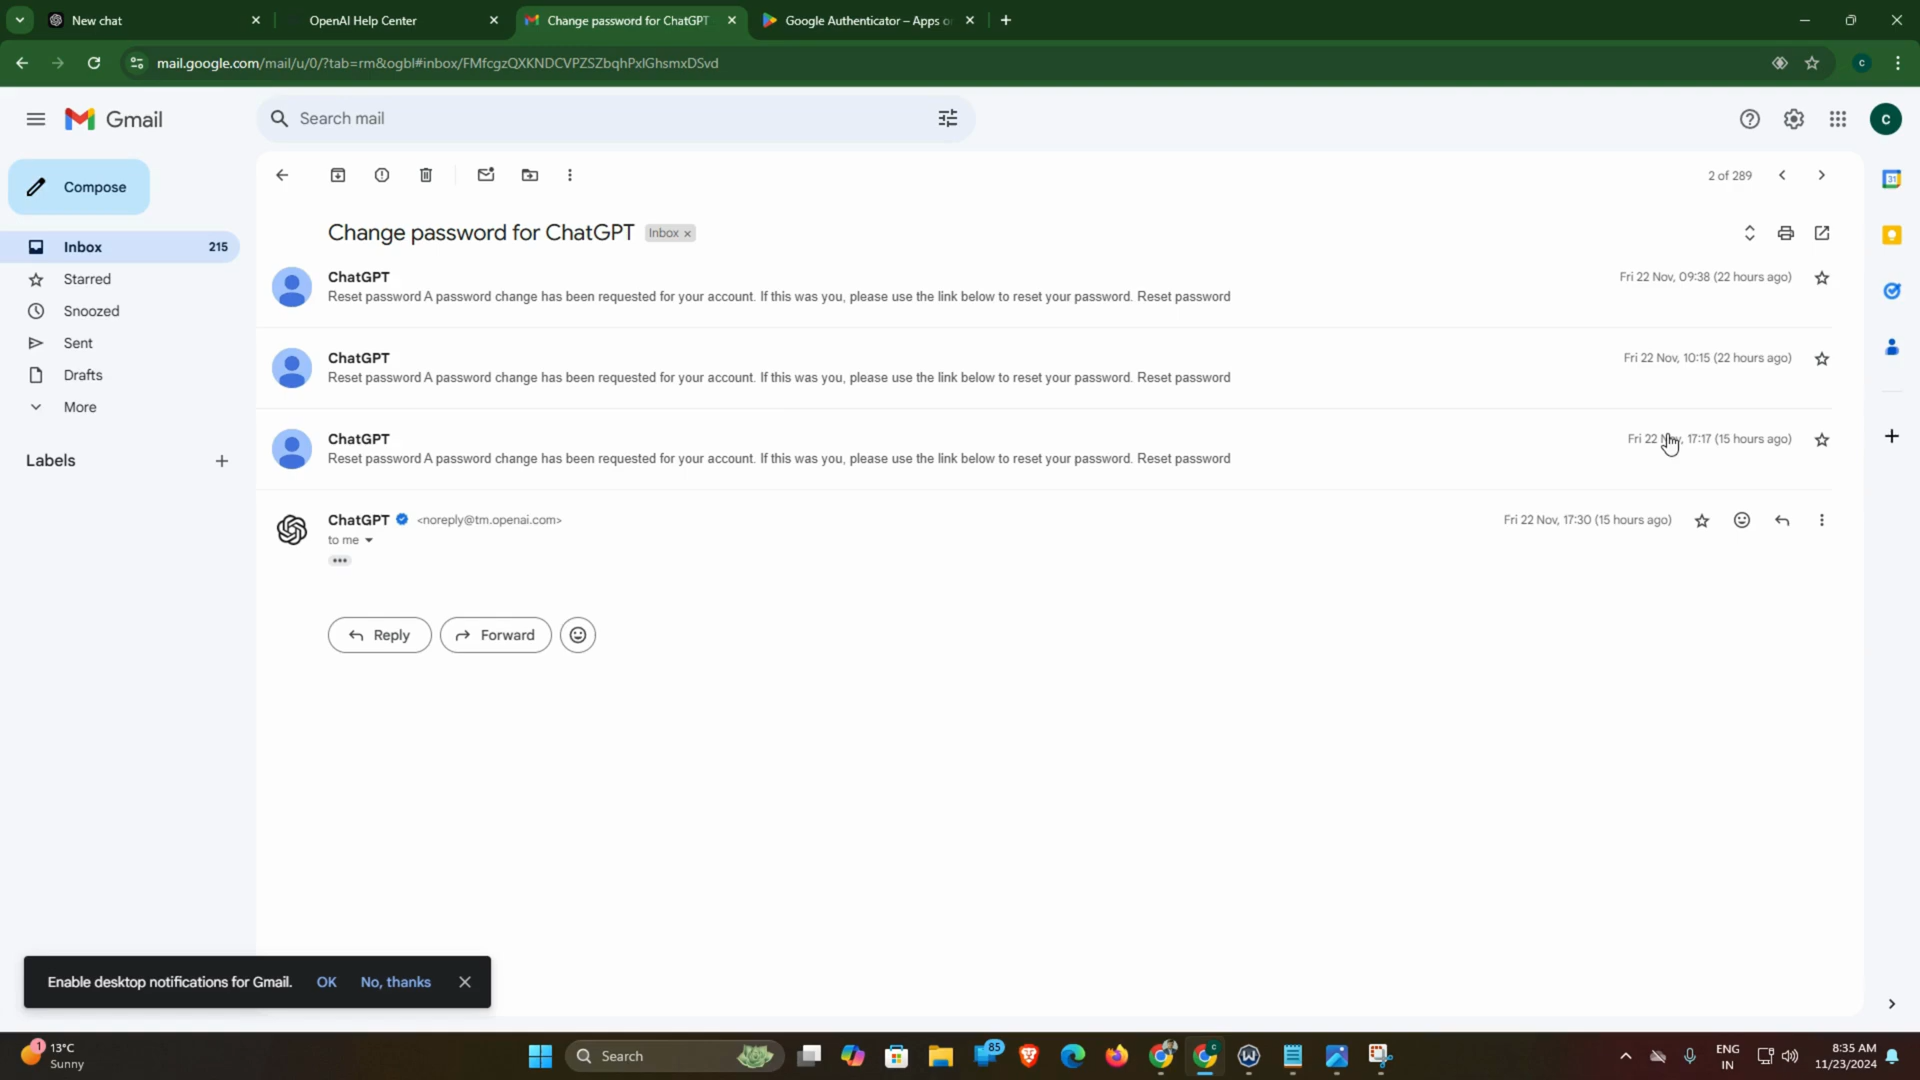 New chat
OpenAI Help Center
Change password for ChatGPT
Google Authenticator – Apps o
mail.google.com/mail/u/0/?tab=rm&ogbl#inbox/FMfcgzQXKNDCVPZSZbqhPxlGhsmxDSvd
C
Gmail
Search mail
C
Compose
2 of 289
Inbox 215
Starred
Snoozed
Sent
Drafts
More
Labels
Change password for ChatGPT Inbox
ChatGPT Fri 22 Nov, 09:38 (22 hours ago)
Reset password A password change has been requested for your account. If this was you, please use the link below to reset your password. Reset password
ChatGPT Fri 22 Nov, 10:15 (22 hours ago)
Reset password A password change has been requested for your account. If this was you, please use the link below to reset your password. Reset password
ChatGPT Fri 22 Nov, 17:17 (15 hours ago)
Reset password A password change has been requested for your account. If this was you, please use the link below to reset your password. Reset password
ChatGPT <noreply@tm.openai.com> Fri 22 Nov, 17:30 (15 hours ago)
to me
Reply
Forward
31
Enable desktop notifications for Gmail. OK No, thanks
1
13°C
Sunny
Search
85
C
ENG
IN
8:35 AM
11/23/2024